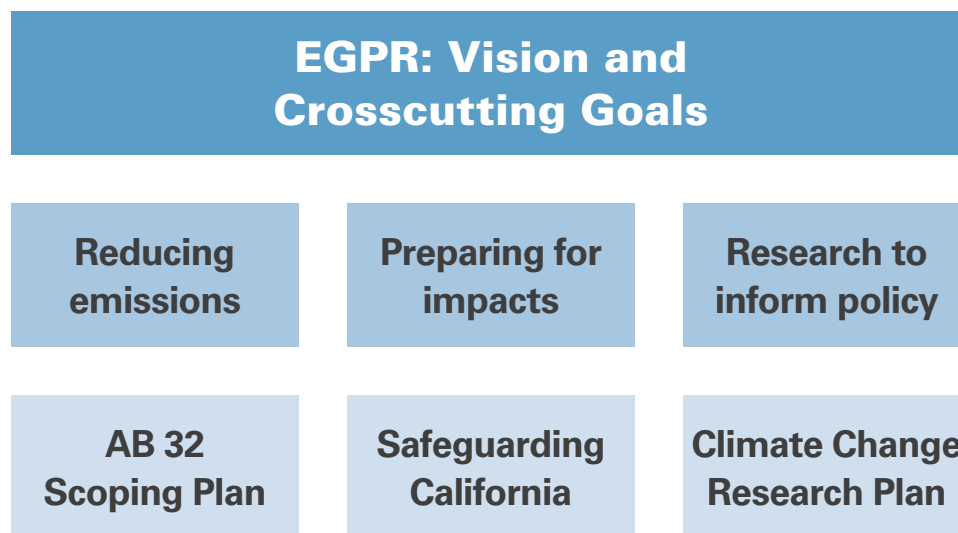 EGPR: Vision and
Crosscutting Goals
Reducing
emissions
Preparing for
impacts
Research to
inform policy
AB 32
Scoping Plan
Safeguarding
California
Climate Change
Research Plan